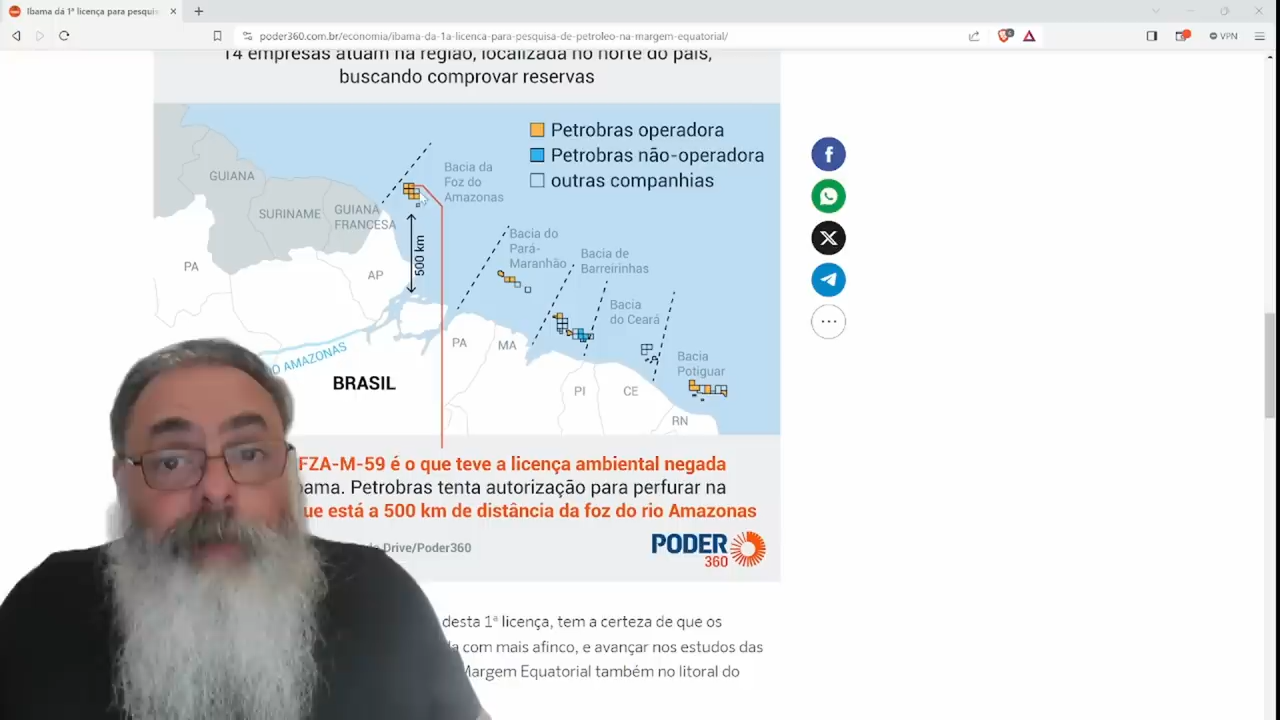 Ibama dá 1ª licença para pesquis
poder360.com.br/economia/ibama-da-1a-licenca-para-pesquisa-de-petroleo-na-margem-equatorial/
VPN
14 empresas atuam na região, localizada no norte do país,
buscando comprovar reservas
Petrobras operadora
Petrobras não-operadora
outras companhias
Bacia da
Foz do
Amazonas
GUIANA
SURINAME
GUIANA
FRANCESA
500 km
Bacia do
Pará-
Maranhão
Bacia de
Barreirinhas
Bacia
do Ceará
Bacia
Potiguar
PA
AP
PA
MA
PI
CE
RN
O AMAZONAS
BRASIL
FZA-M-59 é o que teve a licença ambiental negada
bama. Petrobras tenta autorização para perfurar na
ue está a 500 km de distância da foz do rio Amazonas
Drive/Poder360
PODER
360
desta 1ª licença, tem a certeza de que os
com mais afinco, e avançar nos estudos das
Margem Equatorial também no litoral do